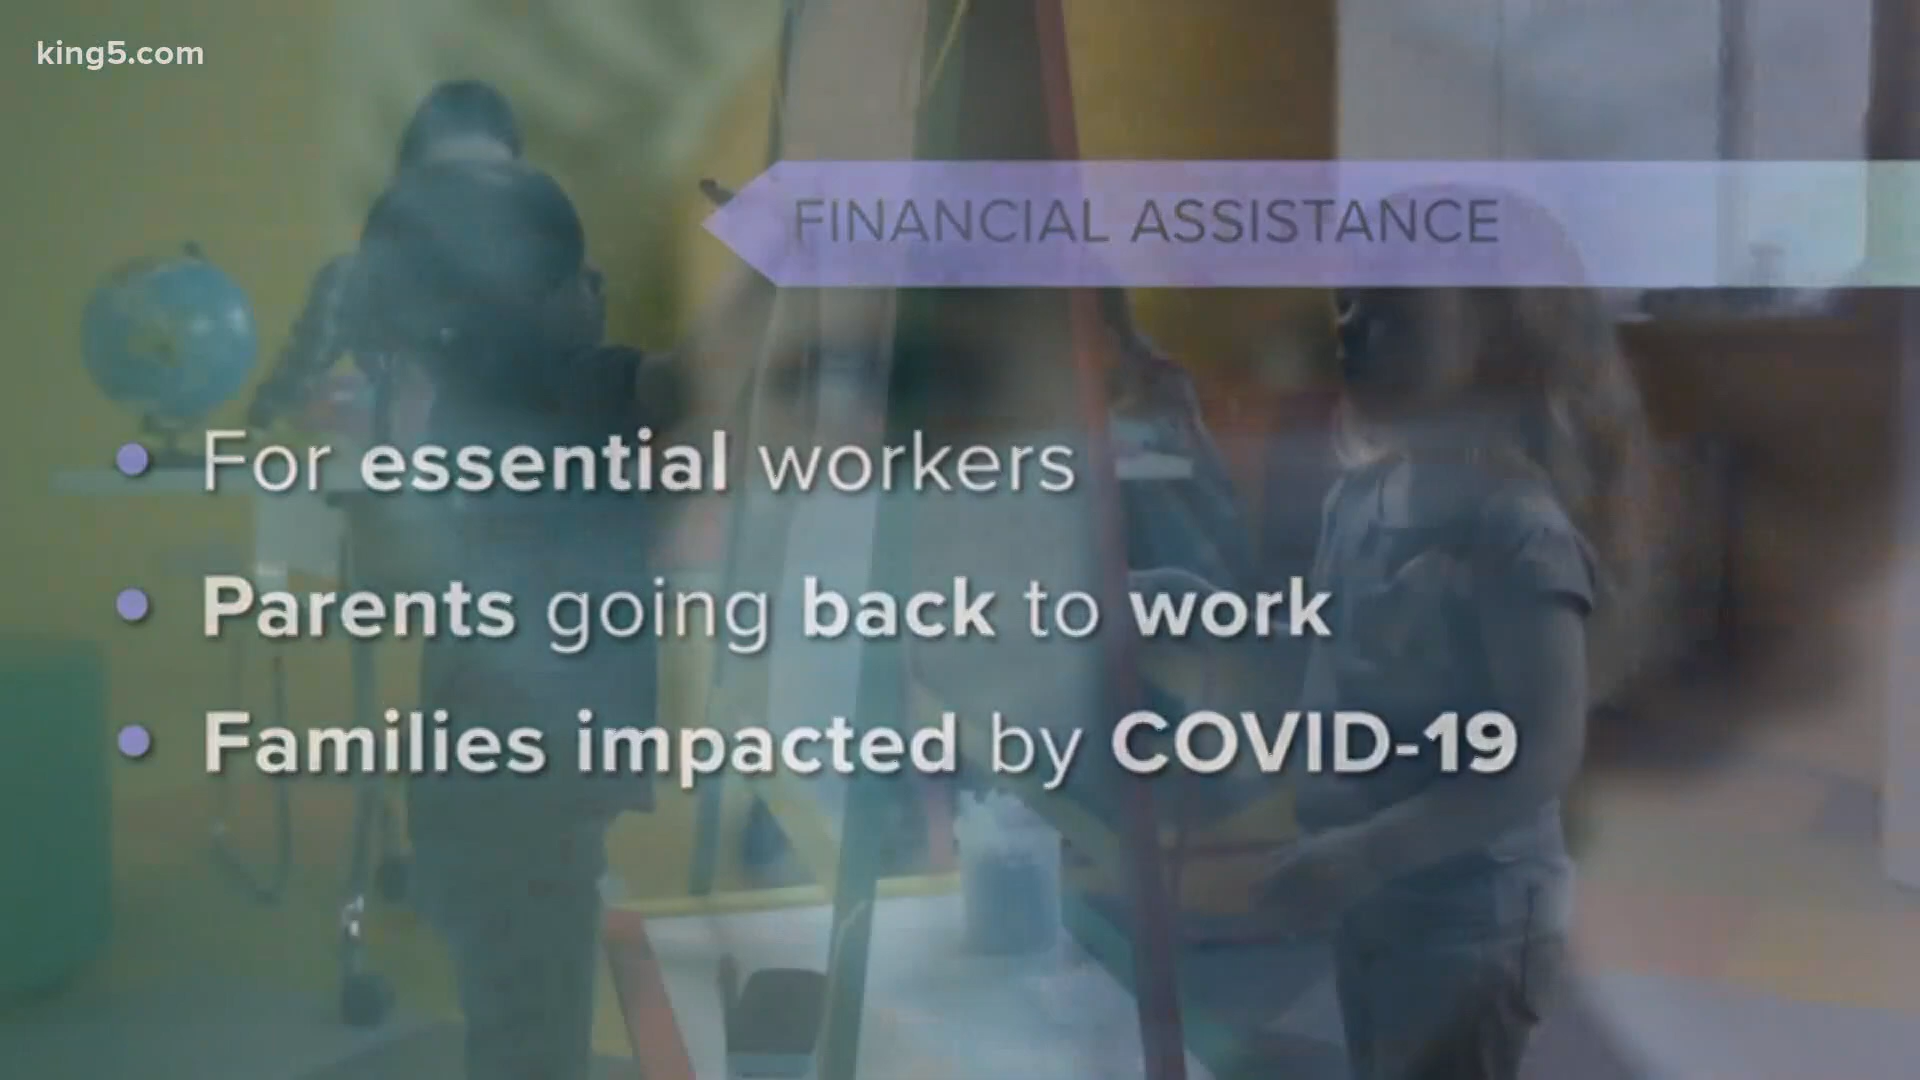 king5.com
FINANCIAL ASSISTANCE
• For essential workers
• Parents going back to work
• Families impacted by COVID-19